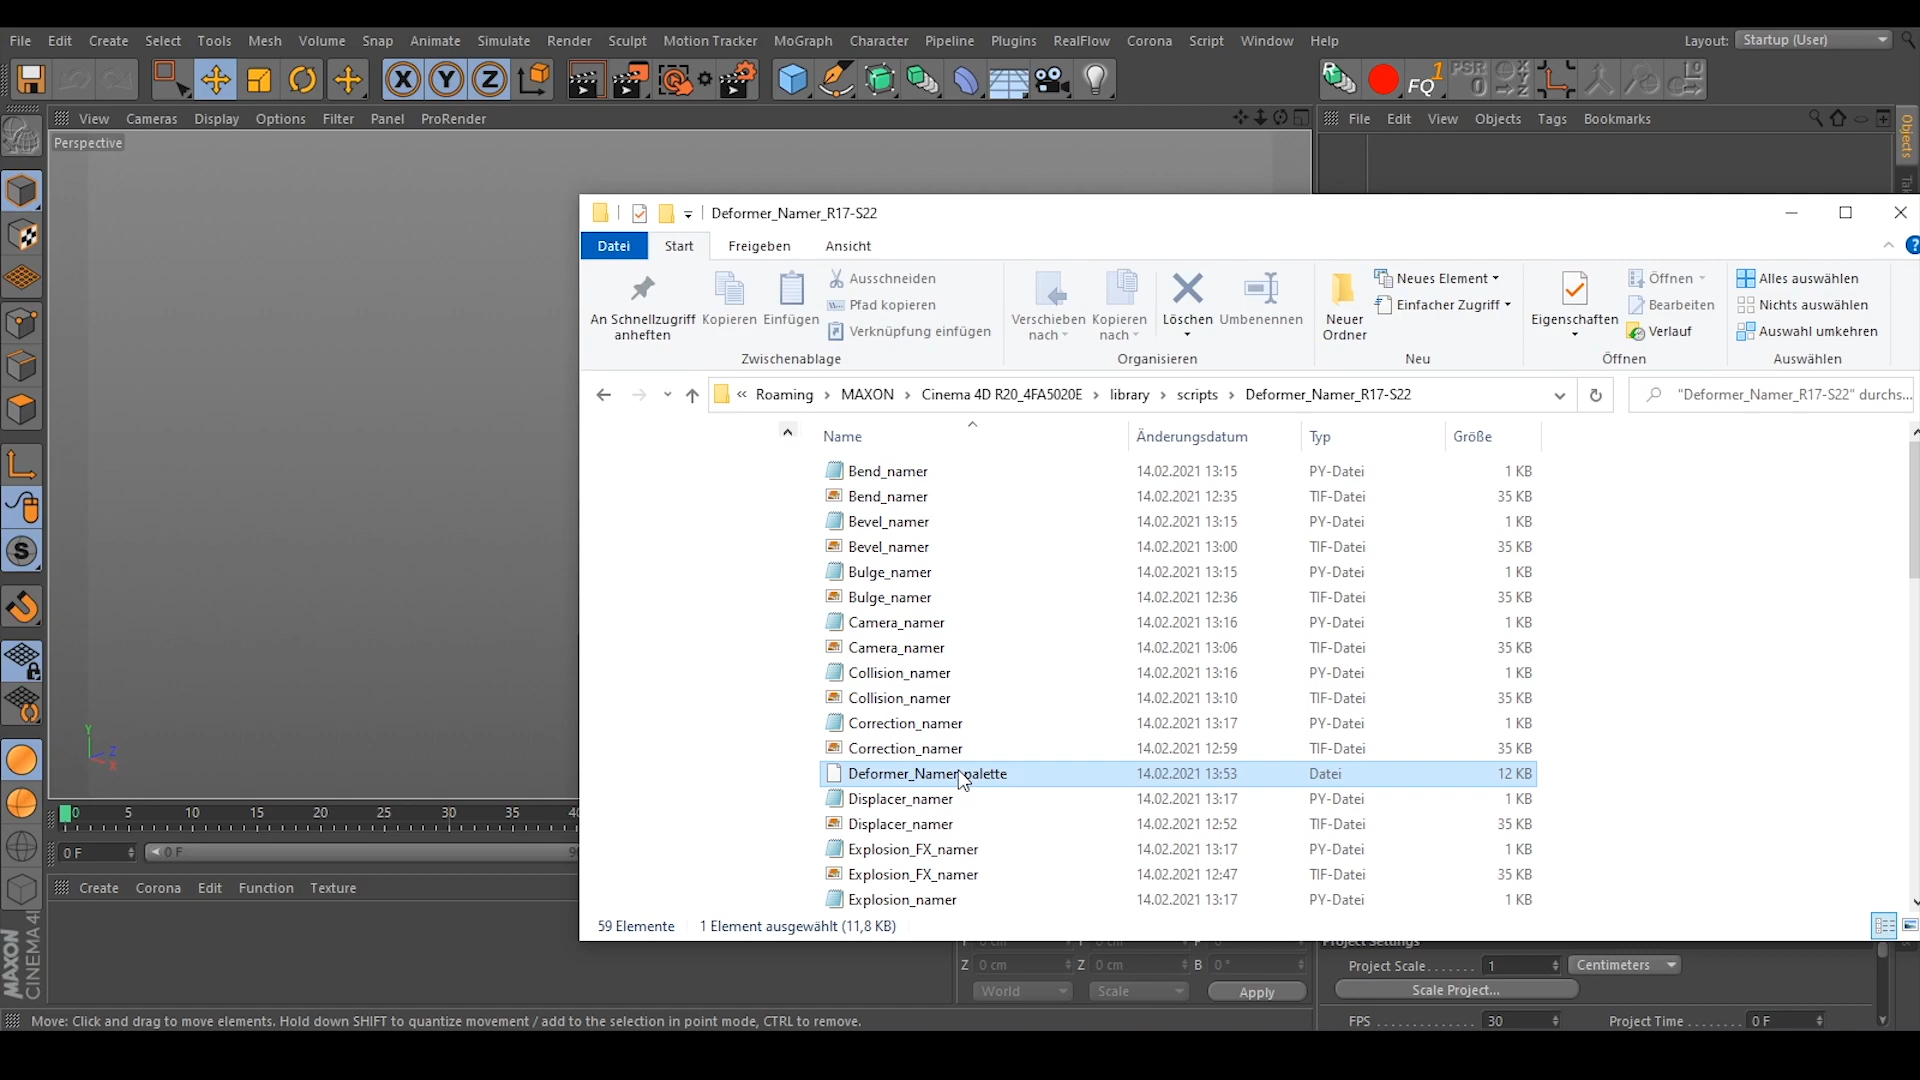 File Edit Create Select Tools Mesh Volume Snap Animate Simulate Render Sculpt Motion Tracker MoGraph Character Pipeline Plugins RealFlow Corona Script Window Help Layout: Startup (User)
X Y Z FQ 1 PSR 0
View Cameras Display Options Filter Panel ProRender
File Edit View Objects Tags Bookmarks
Objects
Perspective
Deformer_Namer_R17-S22
Datei Start Freigeben Ansicht
An Schnellzugriff anheften
Kopieren
Einfügen
Ausschneiden
Pfad kopieren
Verknüpfung einfügen
Zwischenablage
Verschieben nach
Kopieren nach
Löschen
Umbenennen
Organisieren
Neuer Ordner
Neues Element
Einfacher Zugriff
Neu
Eigenschaften
Öffnen
Bearbeiten
Verlauf
Öffnen
Alles auswählen
Nichts auswählen
Auswahl umkehren
Auswählen
« Roaming › MAXON › Cinema 4D R20_4FA5020E › library › scripts › Deformer_Namer_R17-S22
"Deformer_Namer_R17-S22" durchs...
Name Änderungsdatum Typ Größe
Bend_namer 14.02.2021 13:15 PY-Datei 1 KB
Bend_namer 14.02.2021 12:35 TIF-Datei 35 KB
Bevel_namer 14.02.2021 13:15 PY-Datei 1 KB
Bevel_namer 14.02.2021 13:00 TIF-Datei 35 KB
Bulge_namer 14.02.2021 13:15 PY-Datei 1 KB
Bulge_namer 14.02.2021 12:36 TIF-Datei 35 KB
Camera_namer 14.02.2021 13:16 PY-Datei 1 KB
Camera_namer 14.02.2021 13:06 TIF-Datei 35 KB
Collision_namer 14.02.2021 13:16 PY-Datei 1 KB
Collision_namer 14.02.2021 13:10 TIF-Datei 35 KB
Correction_namer 14.02.2021 13:17 PY-Datei 1 KB
Correction_namer 14.02.2021 12:59 TIF-Datei 35 KB
Deformer_Namer_palette 14.02.2021 13:53 Datei 12 KB
Displacer_namer 14.02.2021 13:17 PY-Datei 1 KB
Displacer_namer 14.02.2021 12:52 TIF-Datei 35 KB
Explosion_FX_namer 14.02.2021 13:17 PY-Datei 1 KB
Explosion_FX_namer 14.02.2021 12:47 TIF-Datei 35 KB
Explosion_namer 14.02.2021 13:17 PY-Datei 1 KB
59 Elemente 1 Element ausgewählt (11,8 KB)
Y
Z
X
0 5 10 15 20 25 30 35
0 F 0 F
Create Corona Edit Function Texture
MAXON
CINEMA 4D
Z 0 cm Z 0 cm B 0 °
World Scale Apply
Project Settings
Project Scale....... 1 Centimeters
Scale Project...
FPS 30 Project Time 0 F
Move: Click and drag to move elements. Hold down SHIFT to quantize movement / add to the selection in point mode, CTRL to remove.